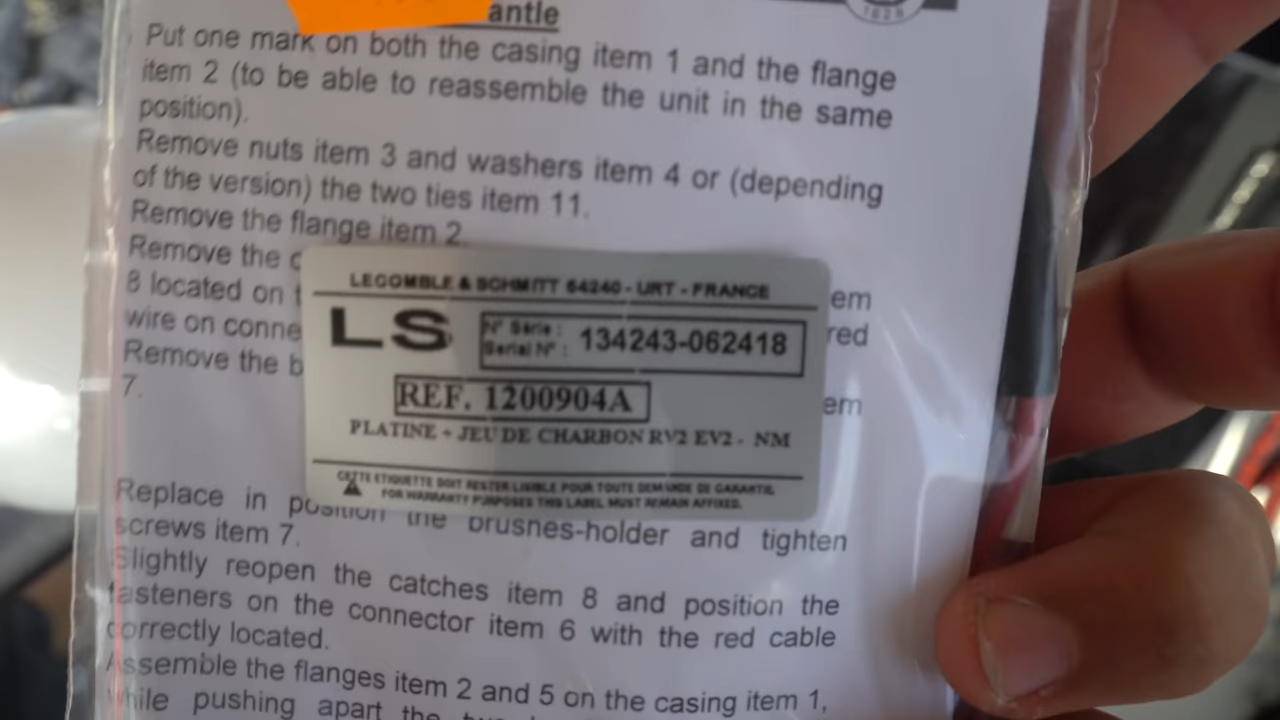 antle
1828
Put one mark on both the casing item 1 and the flange
item 2 (to be able to reassemble the unit in the same
position).
Remove nuts item 3 and washers item 4 or (depending
of the version) the two ties item 11.
Remove the flange item 2.
Remove the
8 located on
em
wire on conne
red
Remove the b
em
7.
LECOMBLE & SCHMITT 64240 - URT - FRANCE
LS
N° Série :
Serial N° :
134243-062418
REF. 1200904A
PLATINE + JEU DE CHARBON RV2 EV2 - NM
CETTE ETIQUETTE DOIT RESTER LISIBLE POUR TOUTE DEMANDE DE GARANTIE.
FOR WARRANTY PURPOSES THIS LABEL MUST REMAIN AFFIXED.
Replace in position the brushes-holder and tighten
screws item 7.
Slightly reopen the catches item 8 and position the
fasteners on the connector item 6 with the red cable
correctly located.
Assemble the flanges item 2 and 5 on the casing item 1,
while pushing apart the